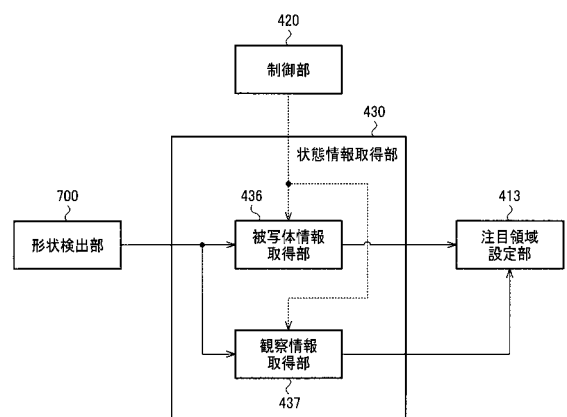 420
制御部
430
状態情報取得部
700
形状検出部
436
被写体情報
取得部
413
注目領域
設定部
観察情報
取得部
437